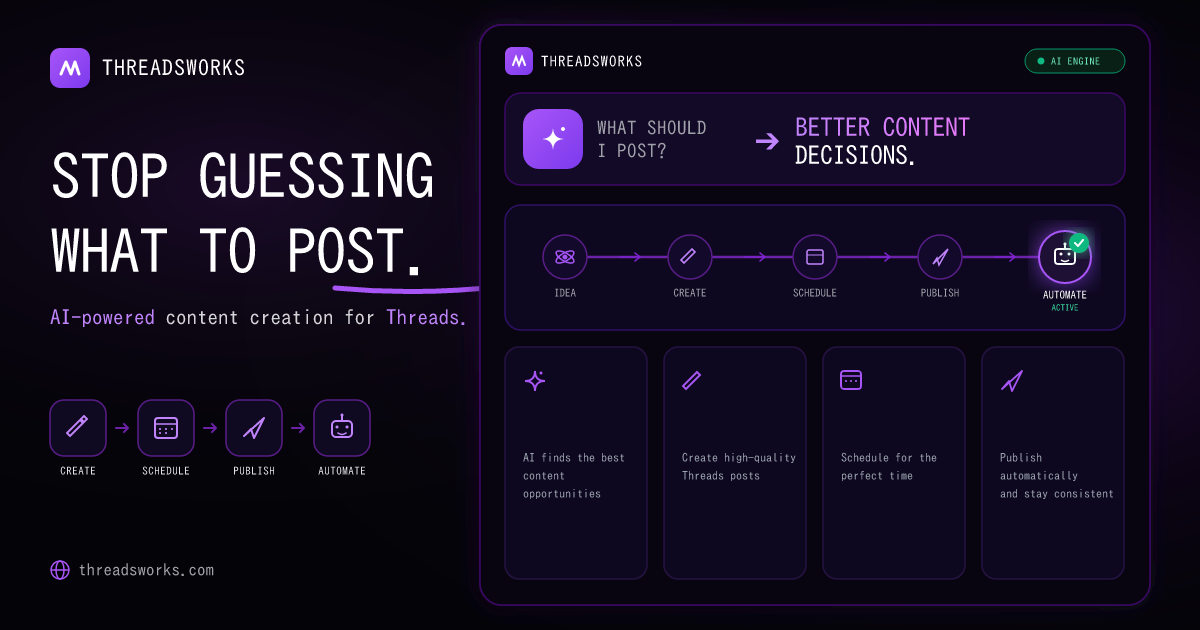 THREADSWORKS
STOP GUESSING
WHAT TO POST.
AI-powered content creation for Threads.
CREATE
SCHEDULE
PUBLISH
AUTOMATE
threadsworks.com
THREADSWORKS
AI ENGINE
WHAT SHOULD
I POST?
BETTER CONTENT
DECISIONS.
IDEA
CREATE
SCHEDULE
PUBLISH
AUTOMATE
ACTIVE
AI finds the best
content
opportunities
Create high-quality
Threads posts
Schedule for the
perfect time
Publish
automatically
and stay consistent